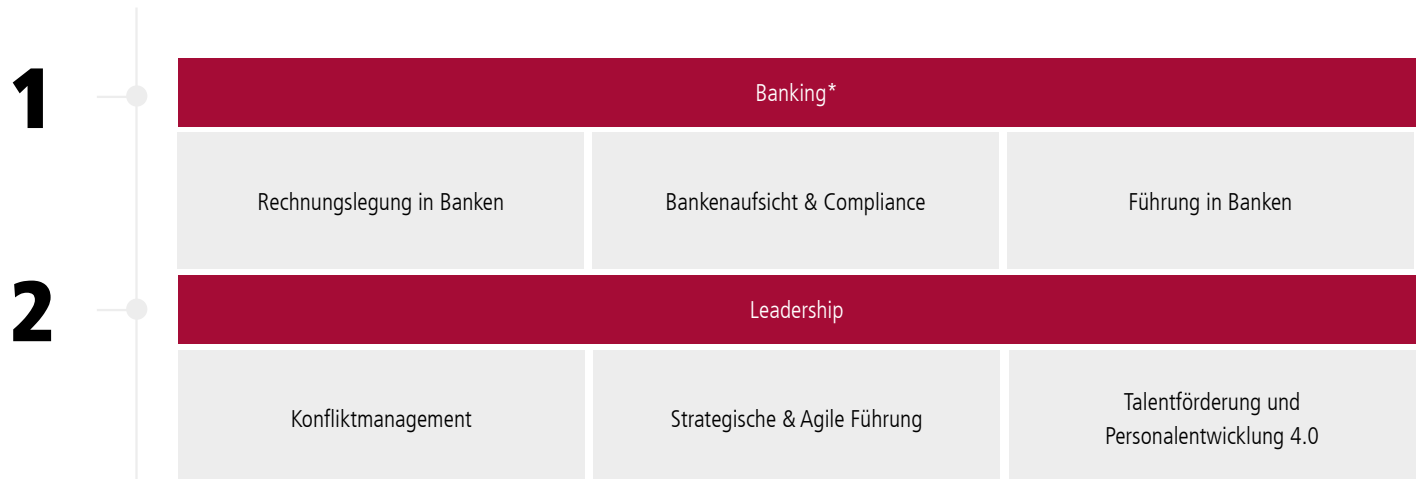 1
Banking*
Rechnungslegung in Banken
Bankenaufsicht & Compliance
Führung in Banken
2
Leadership
Konfliktmanagement
Strategische & Agile Führung
Talentförderung und
Personalentwicklung 4.0